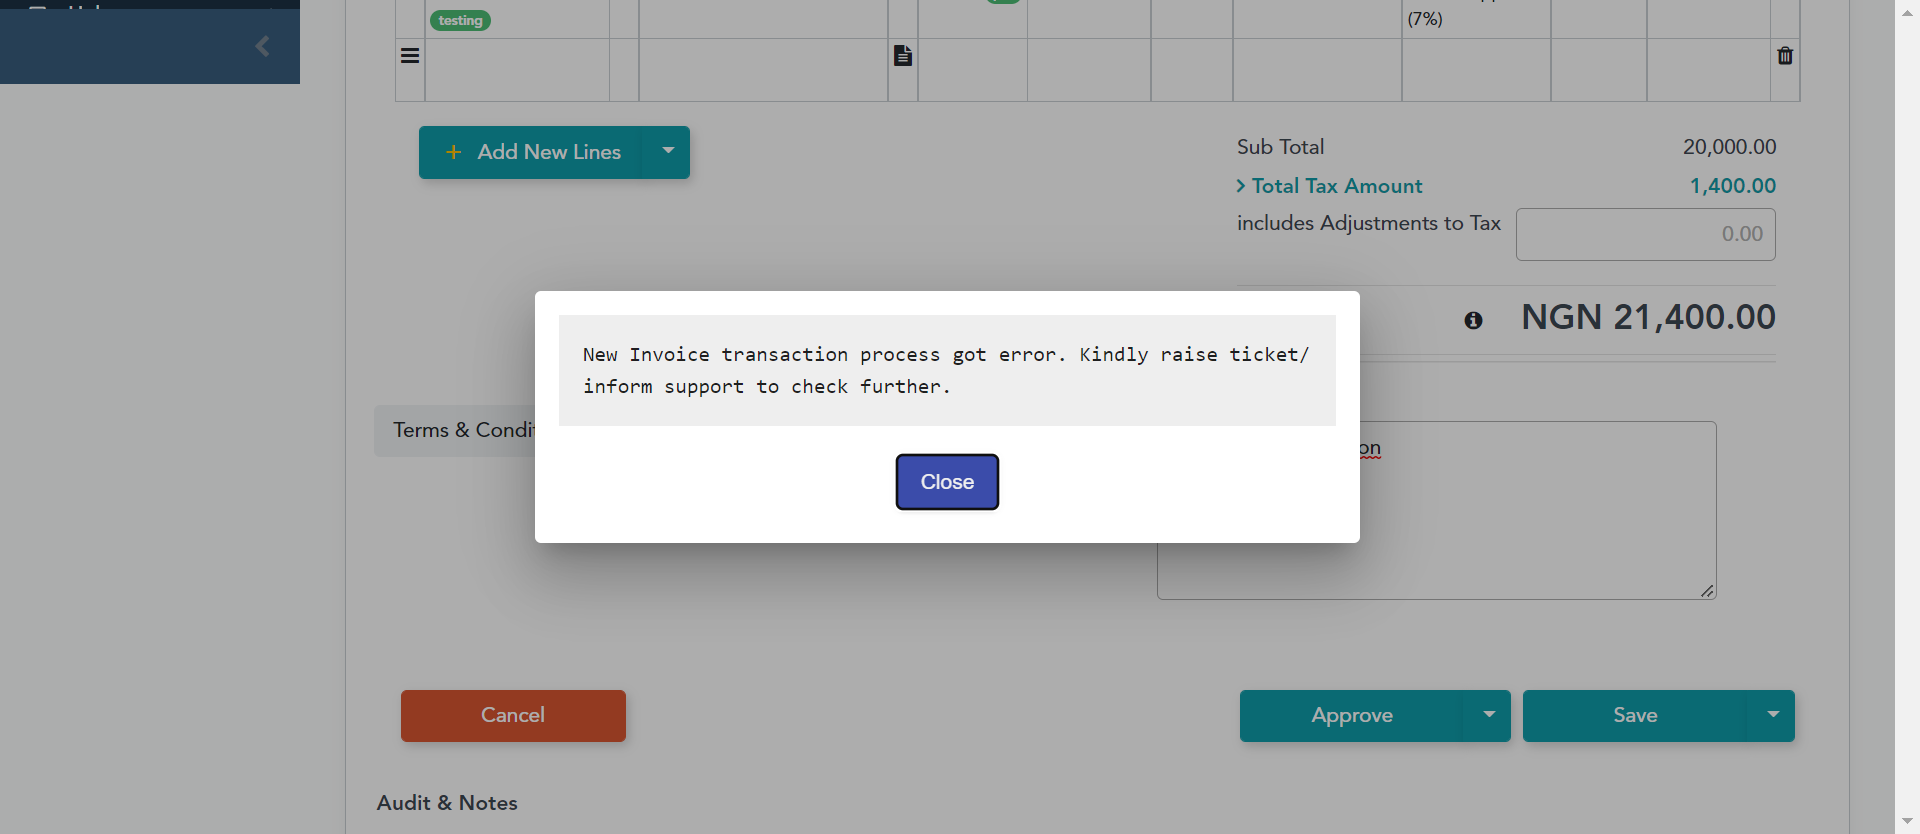 testing
(7%)
+ Add New Lines
Sub Total 20,000.00
Total Tax Amount 1,400.00
includes Adjustments to Tax 0.00
NGN 21,400.00
New Invoice transaction process got error. Kindly raise ticket/
inform support to check further.
Close
Terms &
on
Cancel
Approve
Save
Audit & Notes